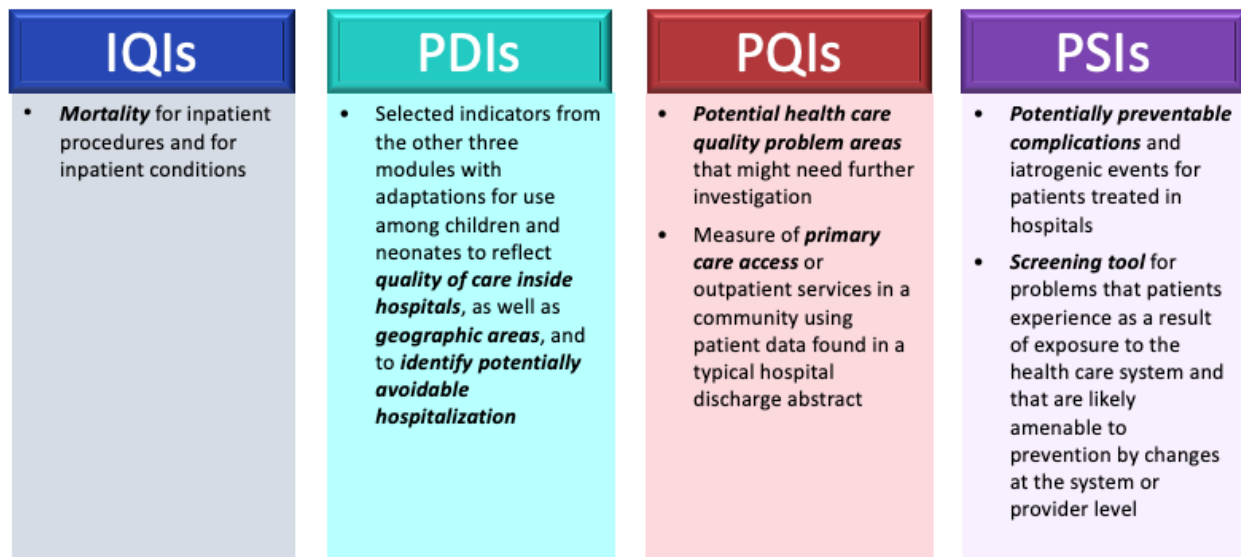 IQIs
• Mortality for inpatient
procedures and for
inpatient conditions
PDIs
• Selected indicators from
the other three
modules with
adaptations for use
among children and
neonates to reflect
quality of care inside
hospitals, as well as
geographic areas, and
to identify potentially
avoidable
hospitalization
PQIs
• Potential health care
quality problem areas
that might need further
investigation
• Measure of primary
care access or
outpatient services in a
community using
patient data found in a
typical hospital
discharge abstract
PSIs
• Potentially preventable
complications and
iatrogenic events for
patients treated in
hospitals
• Screening tool for
problems that patients
experience as a result
of exposure to the
health care system and
that are likely
amenable to
prevention by changes
at the system or
provider level